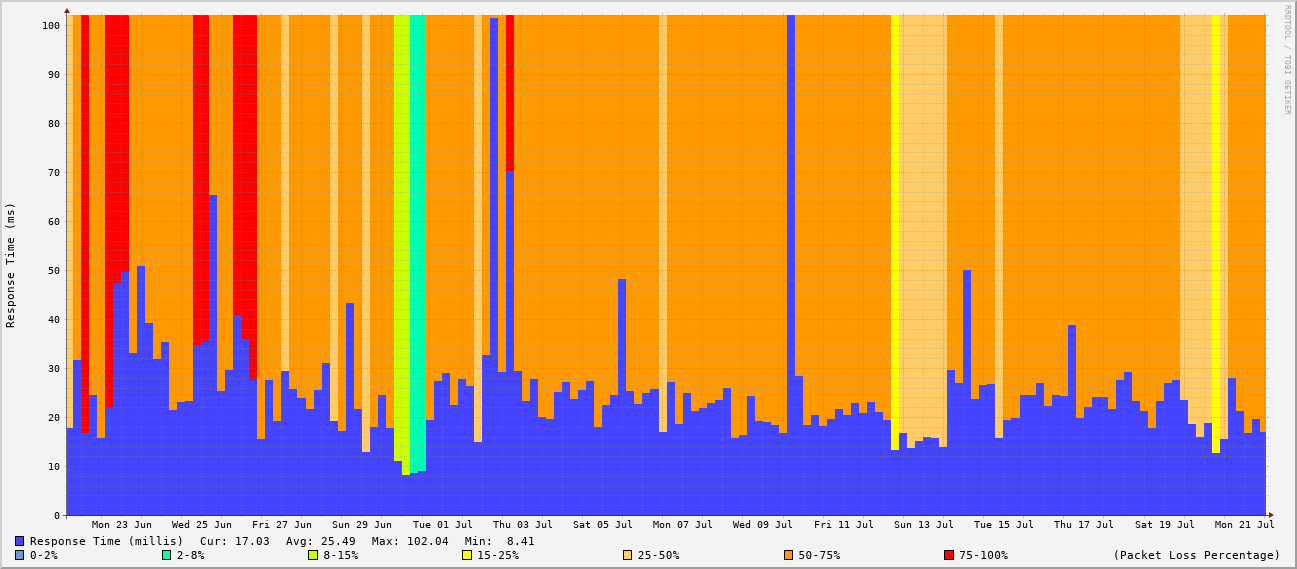 RRDTOOL / TOBI OETIKER
Response Time (ms)
100
90
80
70
60
50
40
30
20
10
0
Mon 23 Jun Wed 25 Jun Fri 27 Jun Sun 29 Jun Tue 01 Jul Thu 03 Jul Sat 05 Jul Mon 07 Jul Wed 09 Jul Fri 11 Jul Sun 13 Jul Tue 15 Jul Thu 17 Jul Sat 19 Jul Mon 21 Jul
Response Time (millis) Cur: 17.03 Avg: 25.49 Max: 102.04 Min: 8.41
0-2% 2-8% 8-15% 15-25% 25-50% 50-75% 75-100% (Packet Loss Percentage)